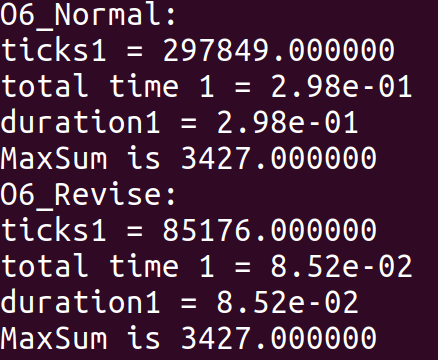 O6_Normal:
ticks1 = 297849.000000
total time 1 = 2.98e-01
duration1 = 2.98e-01
MaxSum is 3427.000000
O6_Revise:
ticks1 = 85176.000000
total time 1 = 8.52e-02
duration1 = 8.52e-02
MaxSum is 3427.000000